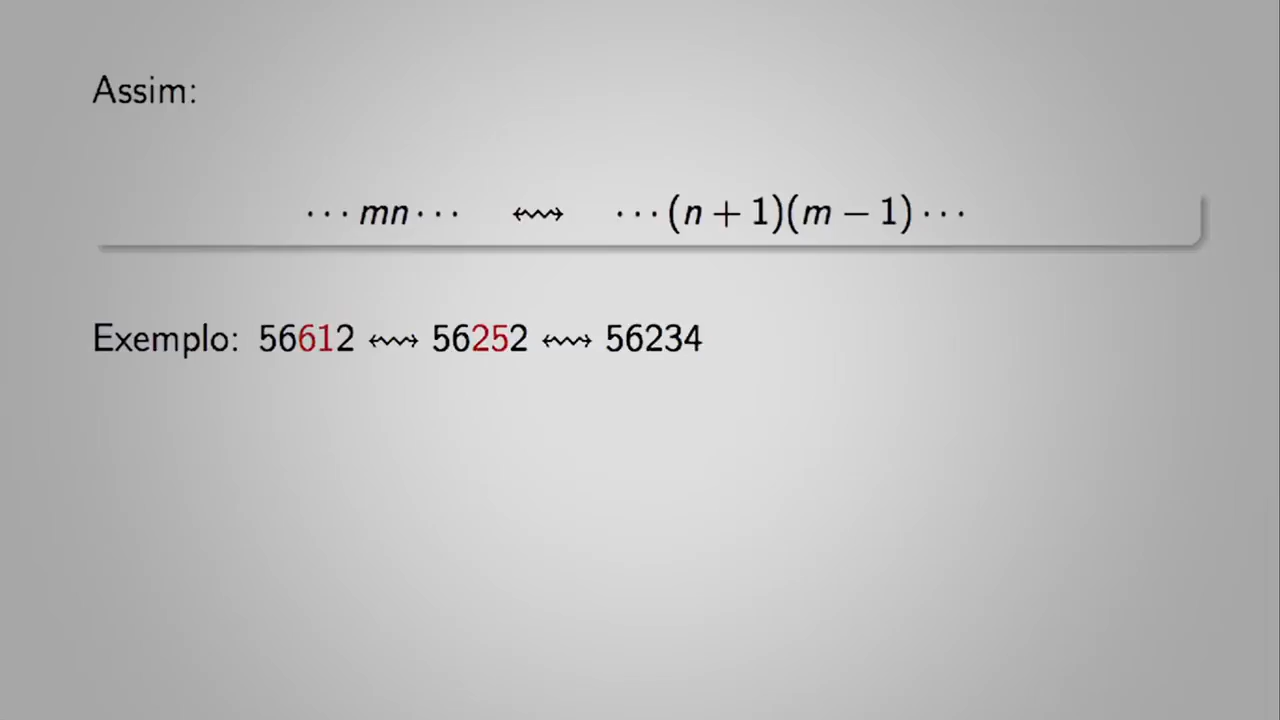 Assim:
··· mn ··· ↭ ··· (n + 1)(m − 1) ···
Exemplo: 56612 ↭ 56252 ↭ 56234